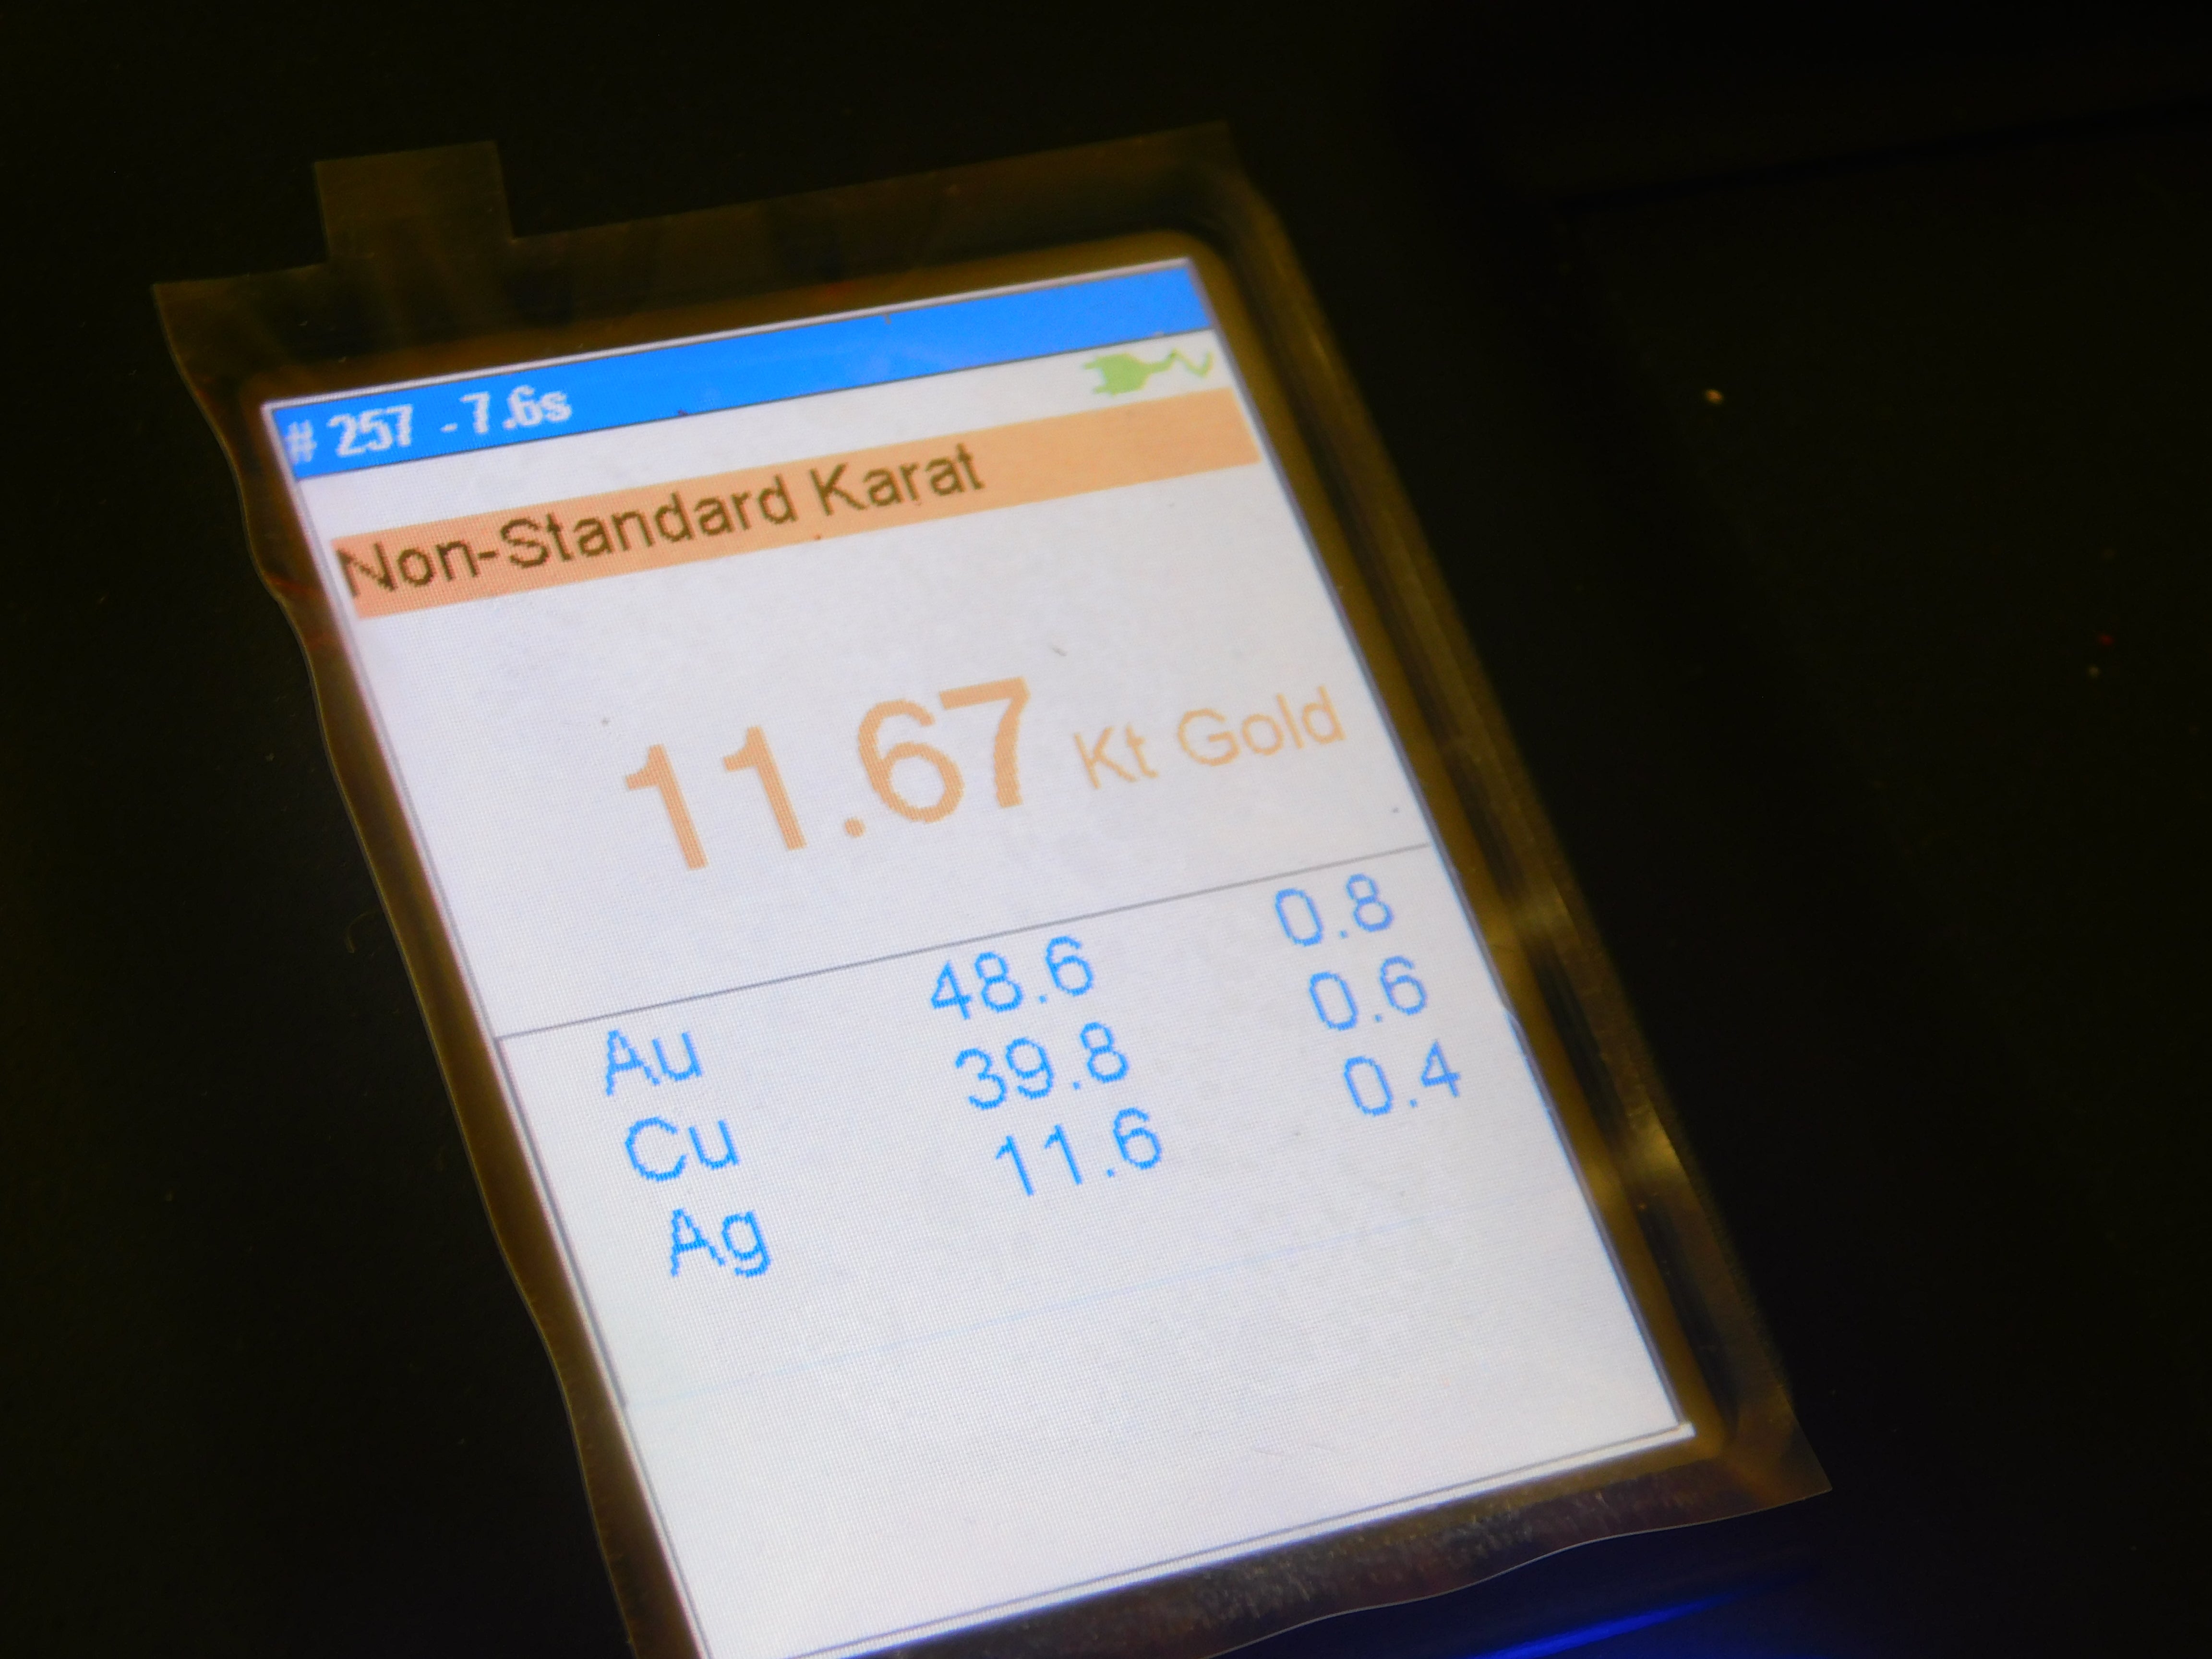 # 257 -7.6s
Non-Standard Karat
11.67 Kt Gold
Au 48.6 0.8
Cu 39.8 0.6
Ag 11.6 0.4